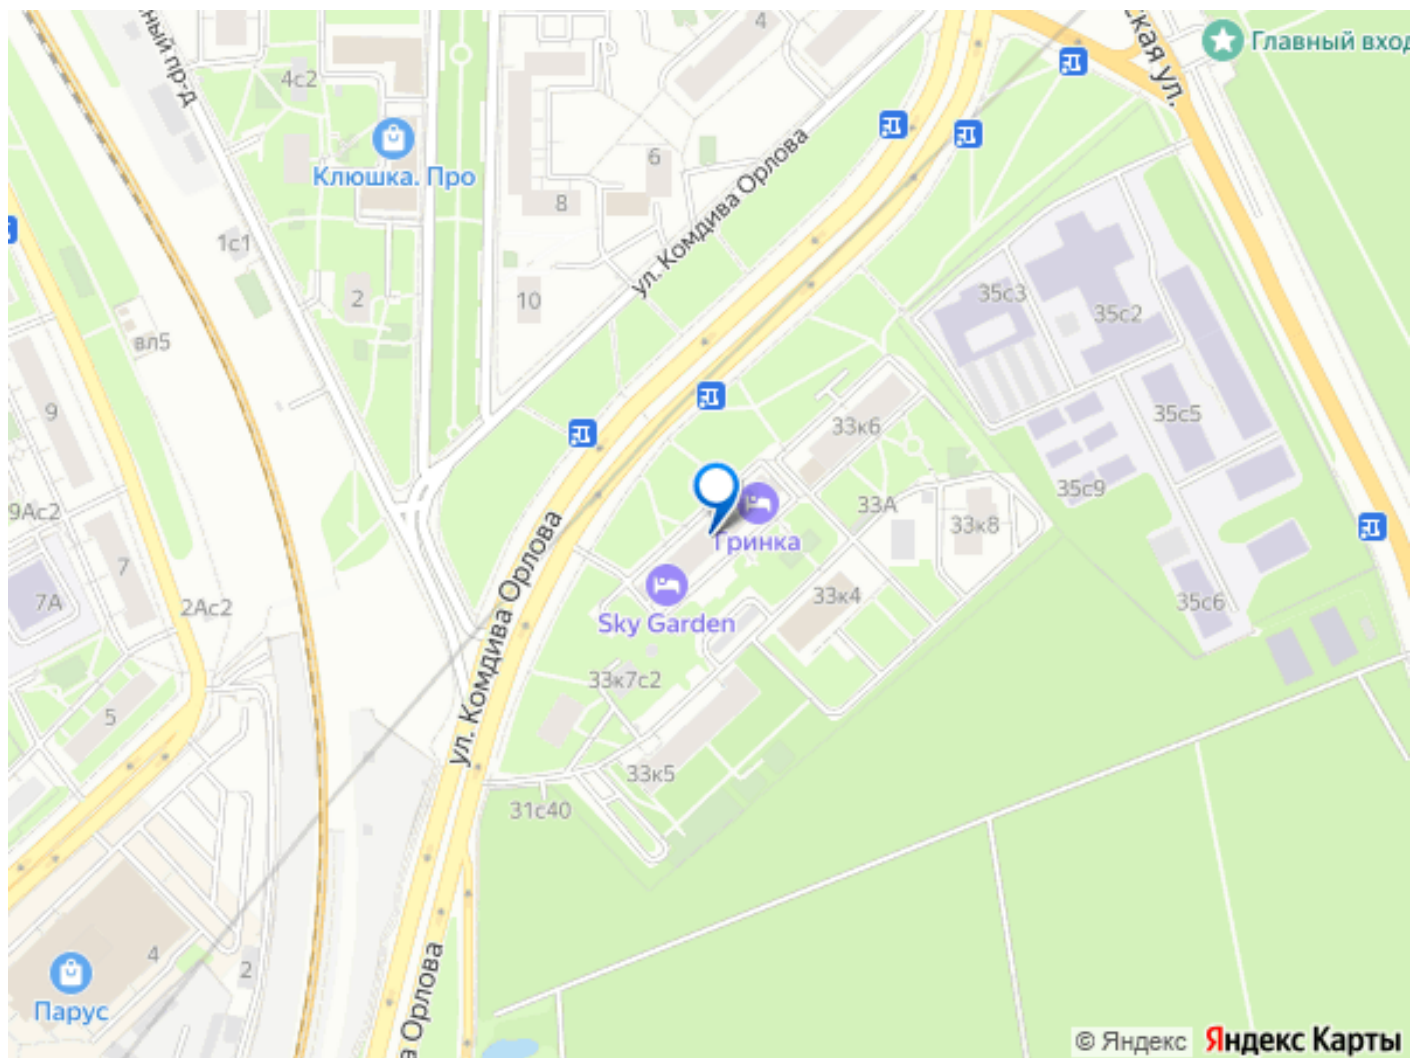 ный пр-д
4с2
4
ская ул.
Главный вход
Клюшка. Про
6
8
ул. Комдива Орлова
1с1
2
10
35с3
35с2
вл5
9
33к6
35с5
35с9
9Ас2
33А
33к8
Гринка
7
7А
2Ас2
ул. Комдива Орлова
Sky Garden
33к4
35с6
33к7с2
5
33к5
31с40
4
2
Парус
а Орлова
© Яндекс
Яндекс Карты